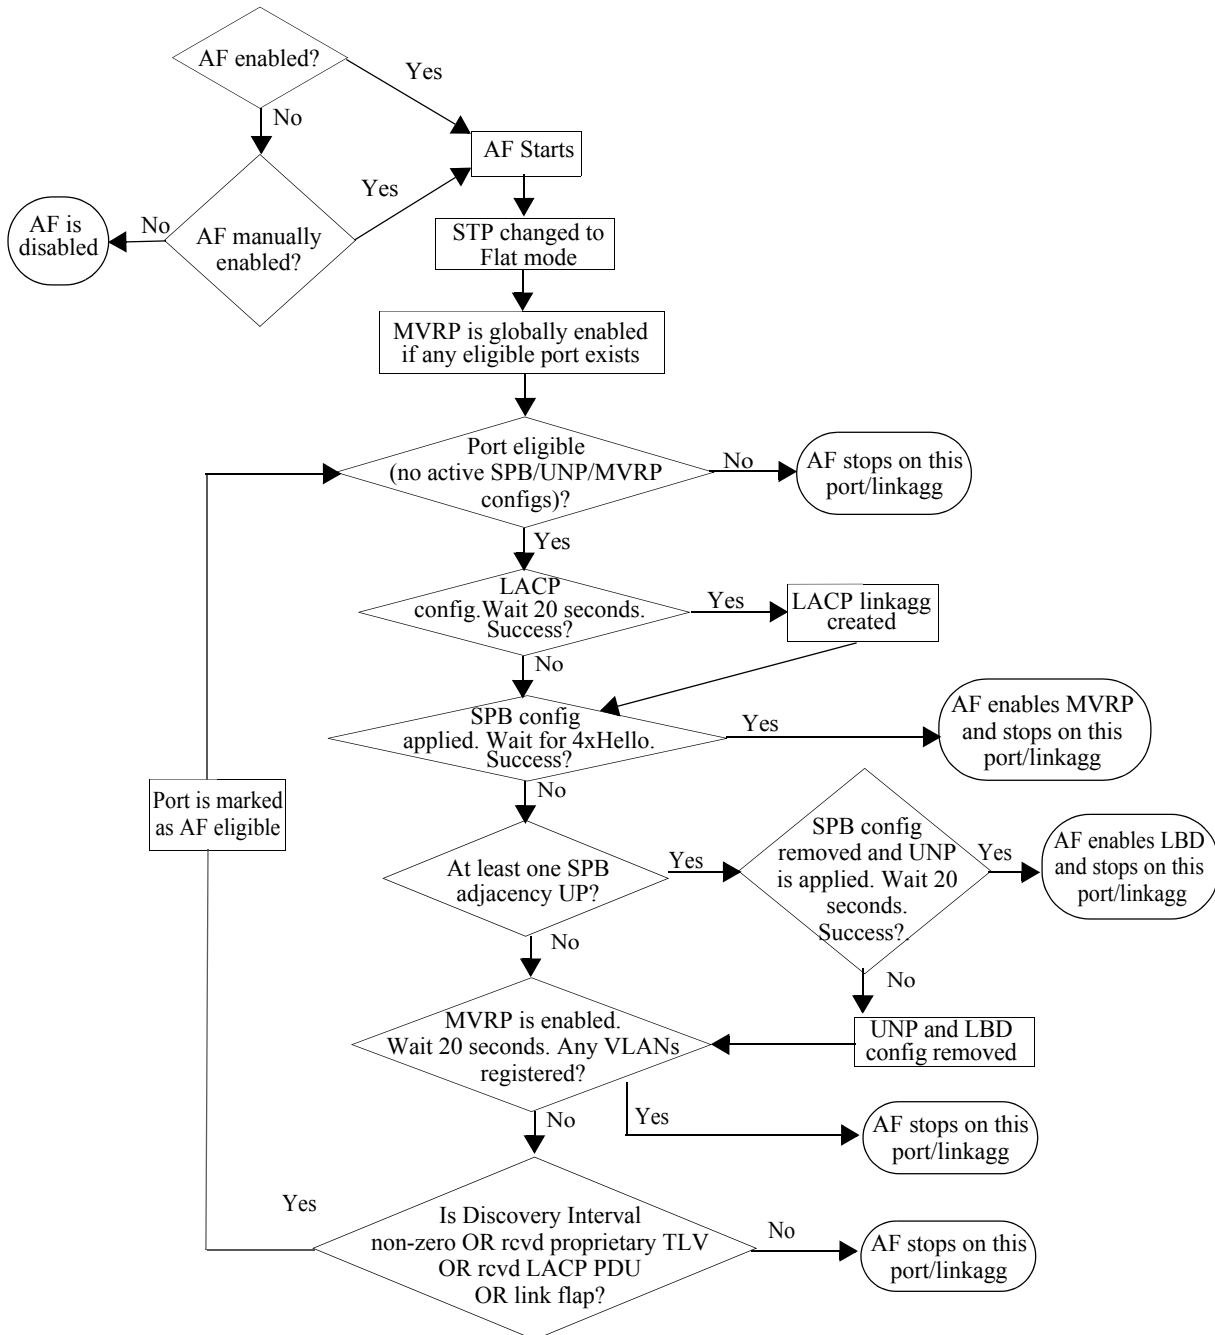 AF enabled?
Yes
No
AF Starts
Yes
AF is
disabled
No
AF manually
enabled?
STP changed to
Flat mode
MVRP is globally enabled
if any eligible port exists
Port eligible
(no active SPB/UNP/MVRP
configs)?
No
AF stops on this
port/linkagg
Yes
LACP
config.Wait 20 seconds.
Success?
Yes
LACP linkagg
created
No
SPB config
applied. Wait for 4xHello.
Success?
Yes
AF enables MVRP
and stops on this
port/linkagg
No
Port is marked
as AF eligible
At least one SPB
adjacency UP?
Yes
SPB config
removed and UNP
is applied. Wait 20
seconds.
Success?.
Yes
AF enables LBD
and stops on this
port/linkagg
No
No
MVRP is enabled.
Wait 20 seconds. Any VLANs
registered?
UNP and LBD
config removed
Yes
AF stops on this
port/linkagg
No
Yes
Is Discovery Interval
non-zero OR rcvd proprietary TLV
OR rcvd LACP PDU
OR link flap?
No
AF stops on this
port/linkagg